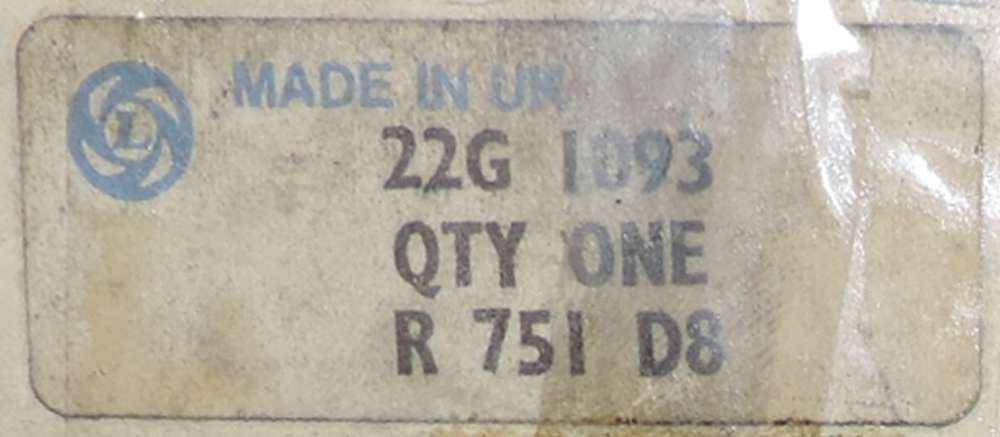 MADE IN UK
L
22G 1093
QTY ONE
R 751 D8